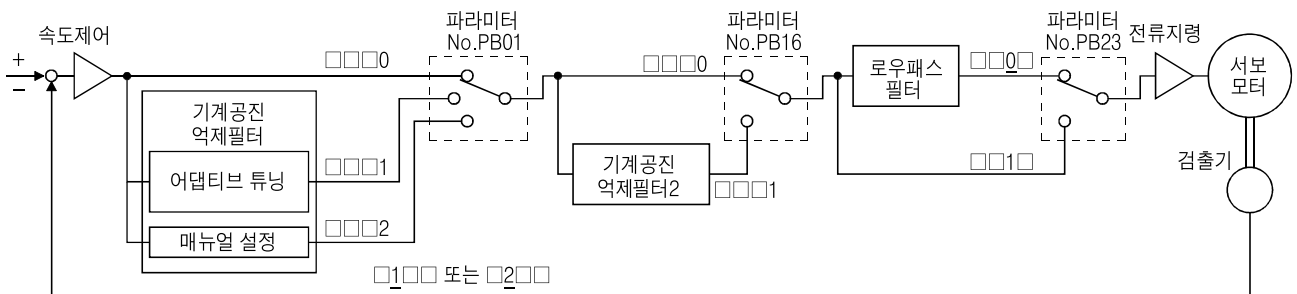 속도제어
+
−
□□□0
파라미터
No.PB01
기계공진
억제필터
어댑티브 튜닝
□□□1
매뉴얼 설정
□□□2
□1□□ 또는 □2□□
□□□0
파라미터
No.PB16
기계공진
억제필터2
□□□1
로우패스
필터
□□0□
□□1□
파라미터
No.PB23
전류지령
서보
모터
검출기